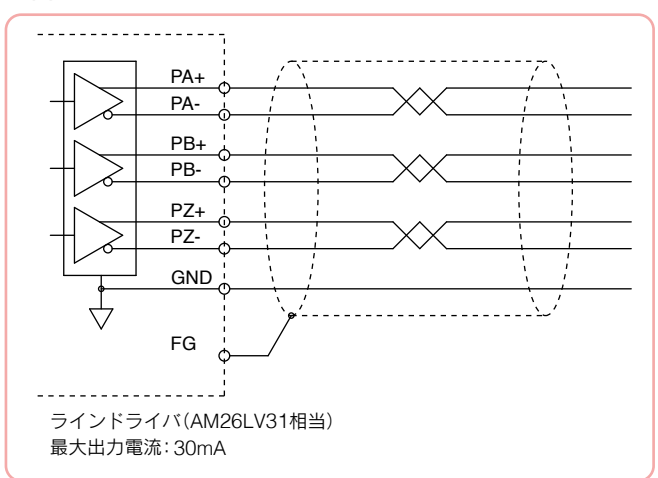 PA+
PA-
PB+
PB-
PZ+
PZ-
GND
FG
ラインドライバ(AM26LV31相当)
最大出力電流:30mA